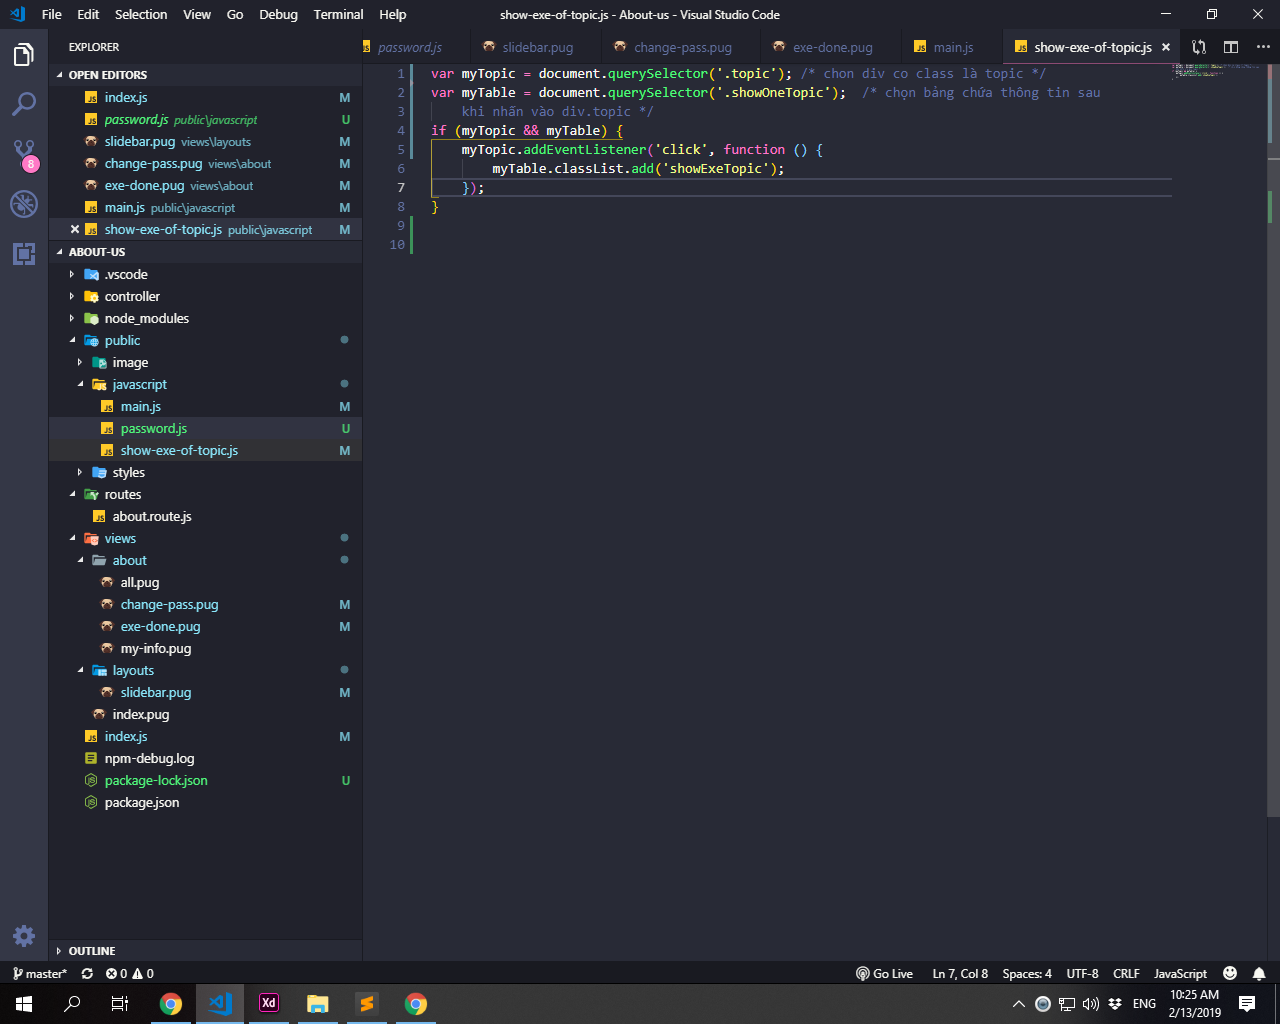 File Edit Selection View Go Debug Terminal Help
show-exe-of-topic.js - About-us - Visual Studio Code
EXPLORER
password.js slidebar.pug change-pass.pug exe-done.pug main.js show-exe-of-topic.js
OPEN EDITORS
index.js M
password.js public\javascript U
slidebar.pug views\layouts M
change-pass.pug views\about M
exe-done.pug views\about M
main.js public\javascript M
show-exe-of-topic.js public\javascript M
ABOUT-US
.vscode
controller
node_modules
public
image
javascript
main.js M
password.js U
show-exe-of-topic.js M
styles
routes
about.route.js
views
about
all.pug
change-pass.pug M
exe-done.pug M
my-info.pug
layouts
slidebar.pug M
index.pug
index.js M
npm-debug.log
package-lock.json U
package.json
OUTLINE
8
1 var myTopic = document.querySelector('.topic'); /* chon div co class là topic */
2 var myTable = document.querySelector('.showOneTopic');  /* chọn bảng chứa thông tin sau
3 khi nhấn vào div.topic */
4 if (myTopic && myTable) {
5 myTopic.addEventListener('click', function () {
6 myTable.classList.add('showExeTopic');
7 });
8 }
9
10
master* 0 0 Go Live Ln 7, Col 8 Spaces: 4 UTF-8 CRLF JavaScript
Xd ENG 10:25 AM
2/13/2019